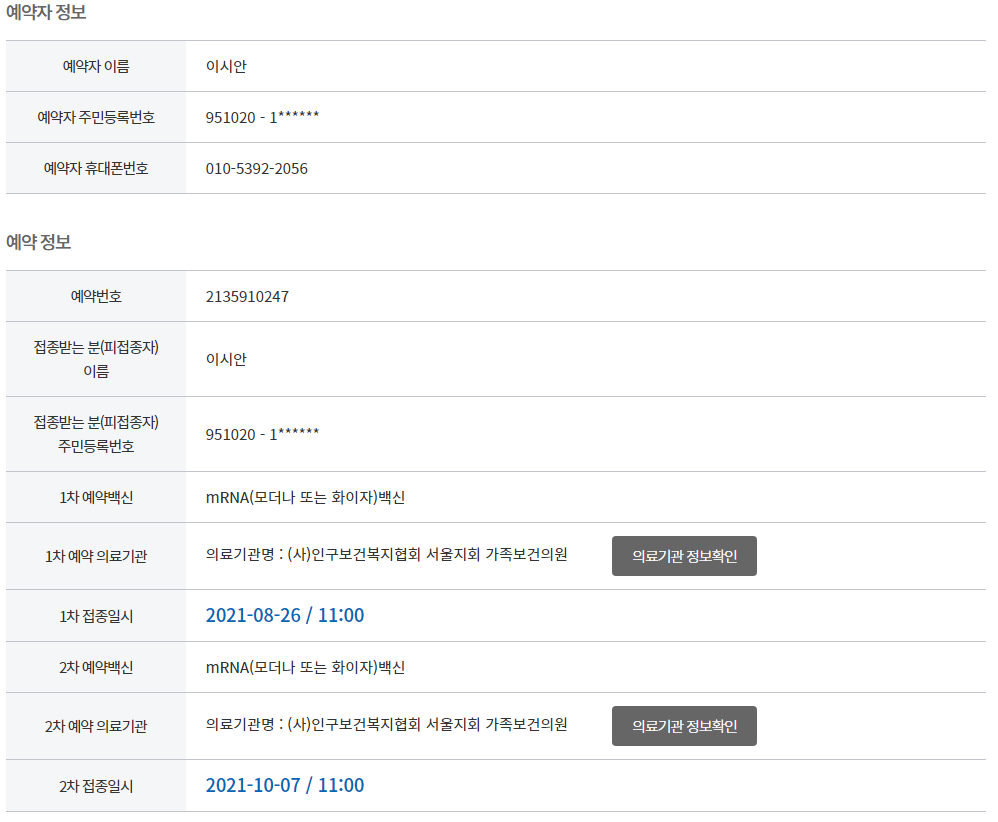 예약자 정보
예약자 이름
이시안
예약자 주민등록번호
951020 - 1******
예약자 휴대폰번호
010-5392-2056
예약 정보
예약번호
2135910247
접종받는 분(피접종자)
이름
이시안
접종받는 분(피접종자)
주민등록번호
951020 - 1******
1차 예약백신
mRNA(모더나 또는 화이자)백신
1차 예약 의료기관
의료기관명 : (사)인구보건복지협회 서울지회 가족보건의원
의료기관 정보확인
1차 접종일시
2021-08-26 / 11:00
2차 예약백신
mRNA(모더나 또는 화이자)백신
2차 예약 의료기관
의료기관명 : (사)인구보건복지협회 서울지회 가족보건의원
의료기관 정보확인
2차 접종일시
2021-10-07 / 11:00